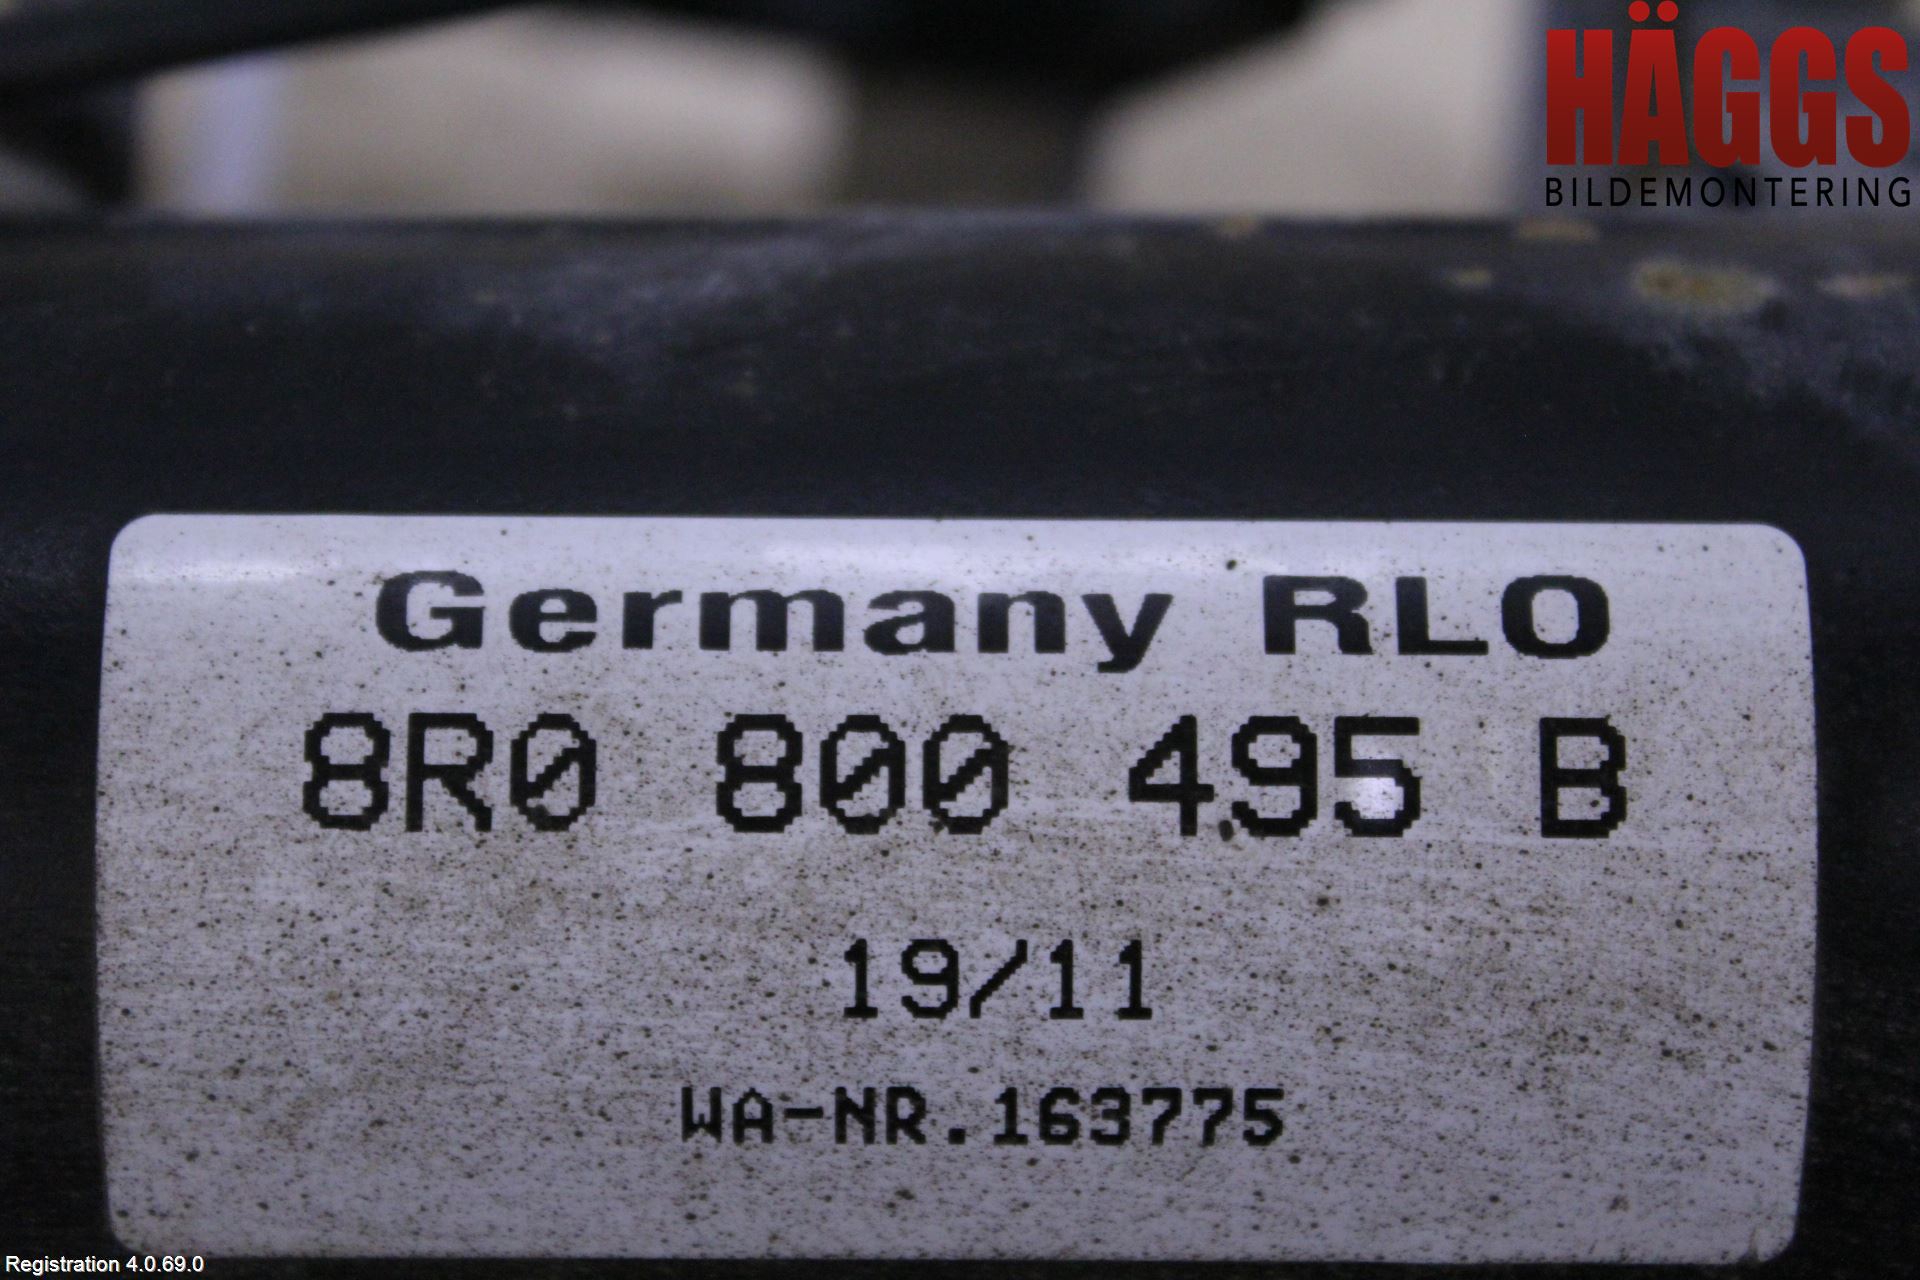 HÄGGS
BILDEMONTERING
Germany RLO
8R0 800 495 B
19/11
WA-NR.163775
Registration 4.0.69.0